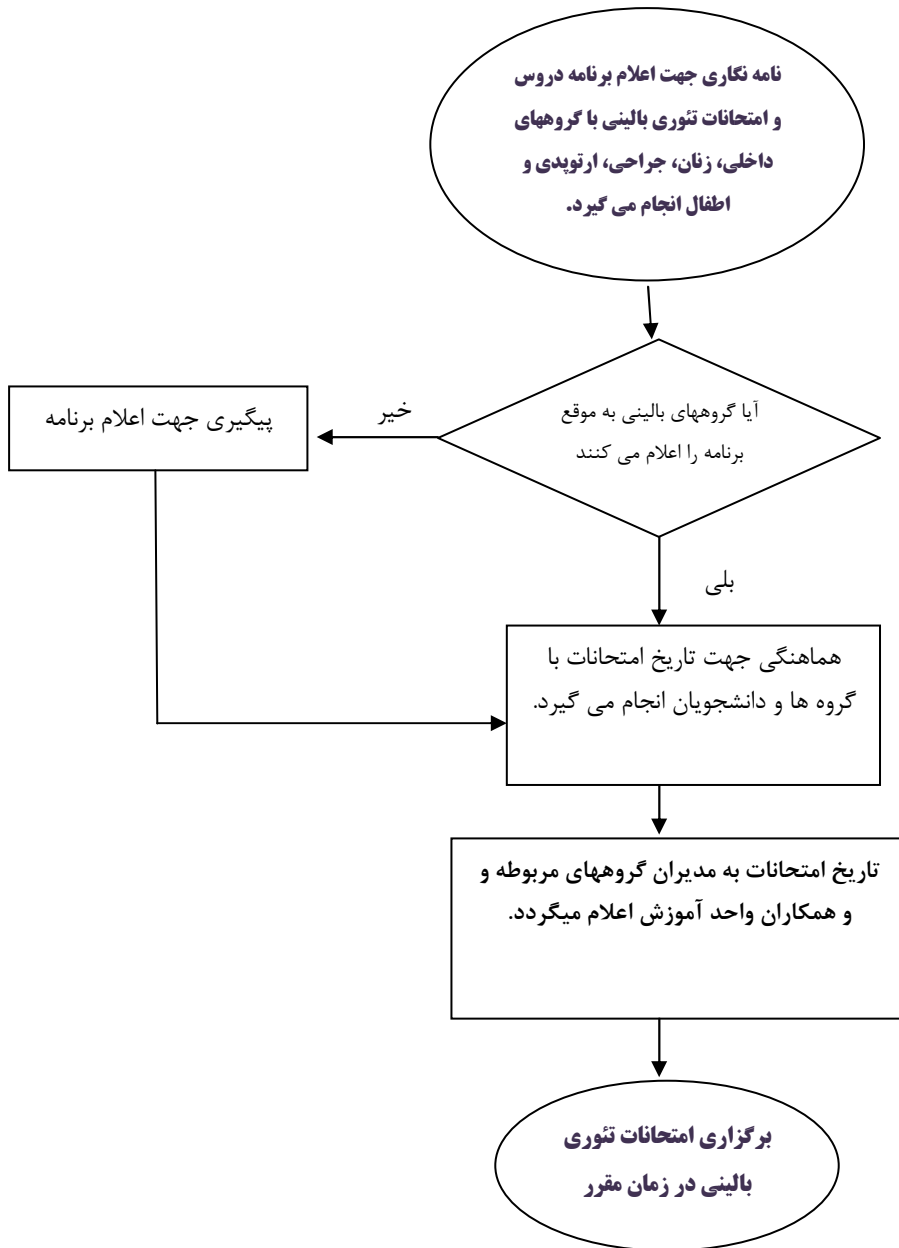 نامه نگاری جهت اعلام برنامه دروس
و امتحانات تئوری بالینی با گروههای
داخلی، زنان، جراحی، ارتوپدی و
اطفال انجام می گیرد.
آیا گروههای بالینی به موقع
برنامه را اعلام می کنند
خیر
پیگیری جهت اعلام برنامه
بلی
هماهنگی جهت تاریخ امتحانات با
گروه ها و دانشجویان انجام می گیرد.
تاریخ امتحانات به مدیران گروههای مربوطه و
و همکاران واحد آموزش اعلام میگردد.
برگزاری امتحانات تئوری
بالینی در زمان مقرر